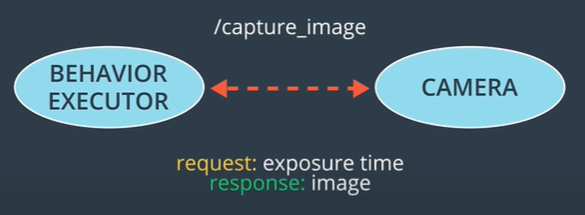 /capture_image
BEHAVIOR
EXECUTOR
CAMERA
request: exposure time
response: image